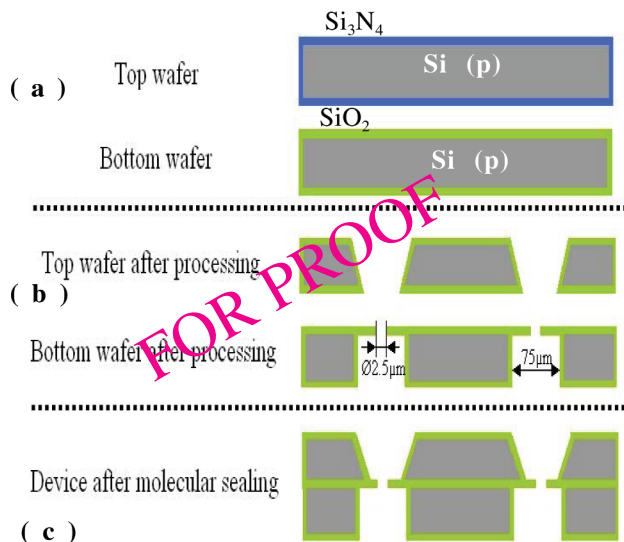 Si₃N₄
Si (p)
Top wafer
( a )
SiO₂
Bottom wafer
Si (p)
Top wafer after processing
( b )
FOR PROOF
Bottom wafer after processing
Ø2.5µm
75µm
Device after molecular sealing
( c )